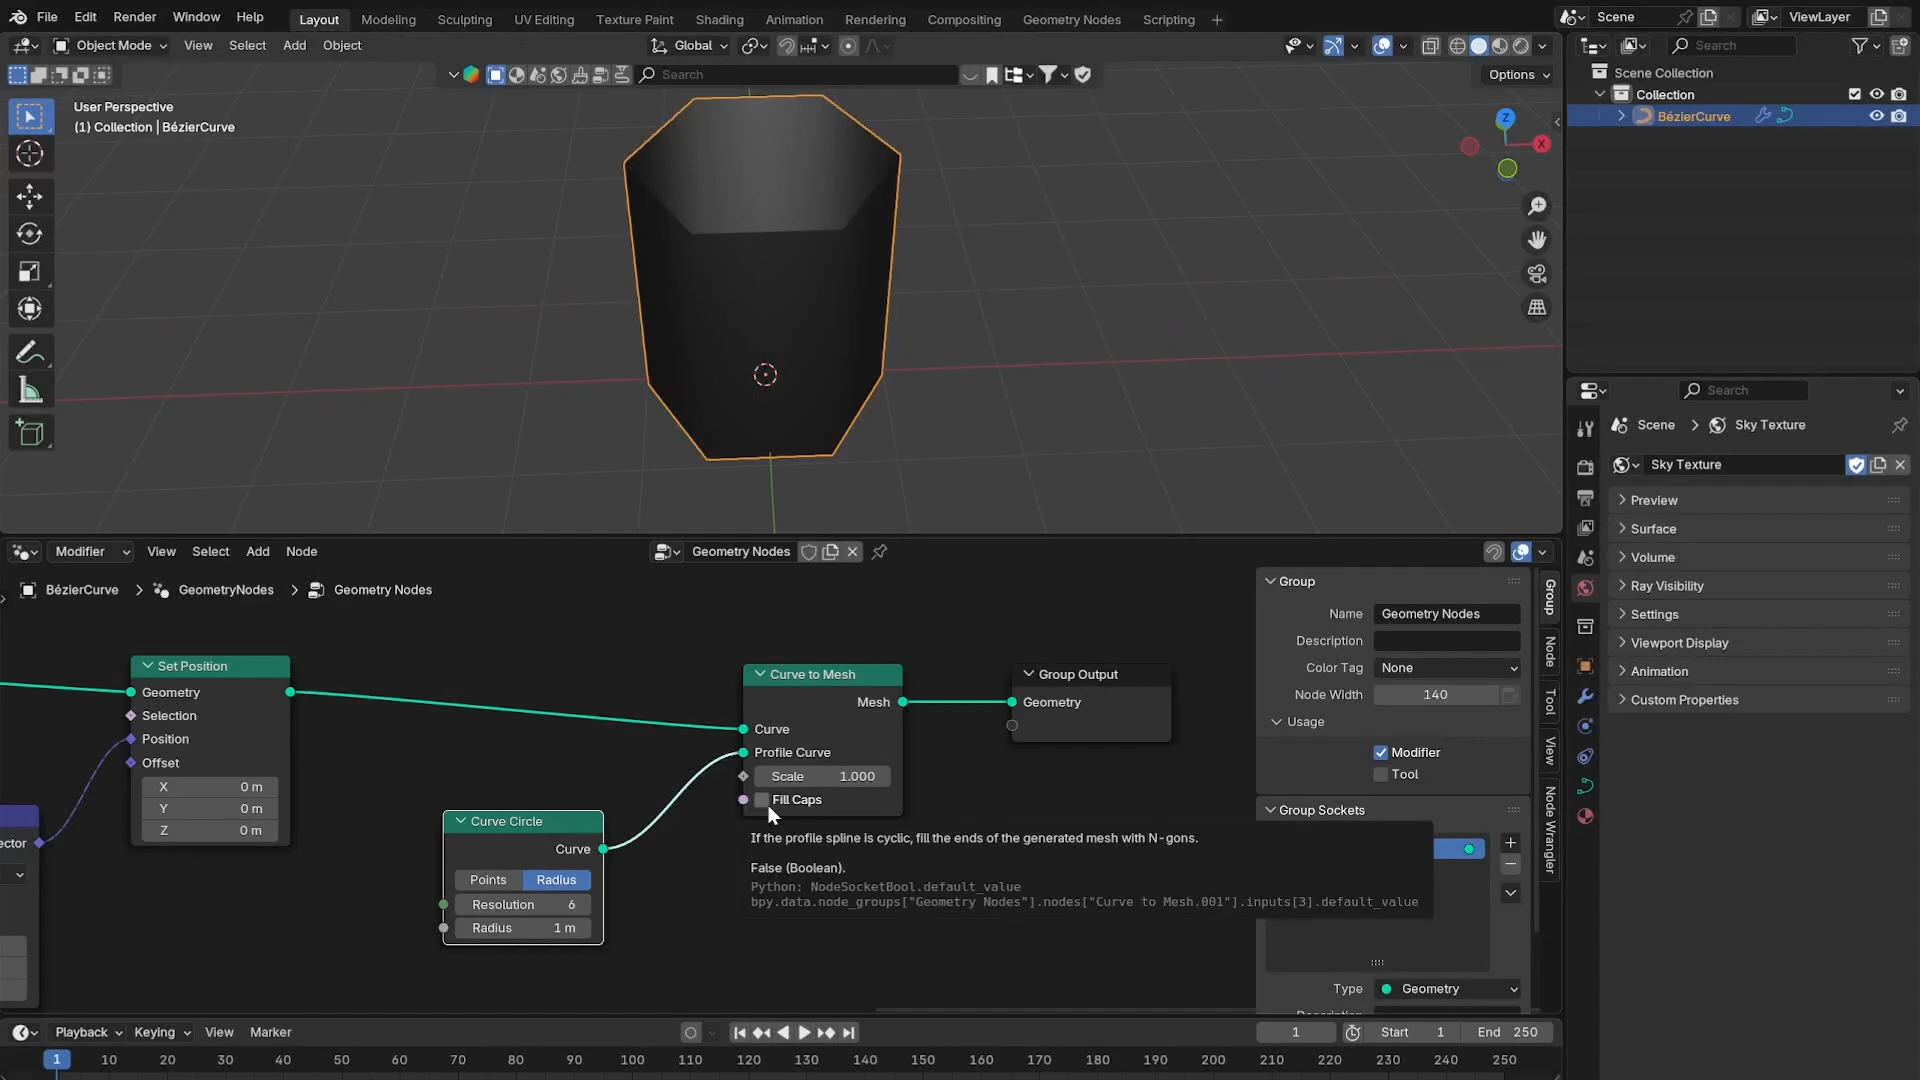 File Edit Render Window Help Layout Modeling Sculpting UV Editing Texture Paint Shading Animation Rendering Compositing Geometry Nodes Scripting + Scene ViewLayer
Object Mode View Select Add Object Global Search
Search Options
User Perspective
(1) Collection | BézierCurve
Z
X
Scene Collection
Collection
BézierCurve
Search
Scene > Sky Texture
Sky Texture
Preview
Surface
Volume
Ray Visibility
Settings
Viewport Display
Animation
Custom Properties
Modifier View Select Add Node Geometry Nodes
BézierCurve > GeometryNodes > Geometry Nodes
Set Position
Geometry
Selection
Position
Offset
X 0 m
Y 0 m
Z 0 m
ector
Curve Circle
Curve
Points Radius
Resolution 6
Radius 1 m
Curve to Mesh
Mesh
Curve
Profile Curve
Scale 1.000
Fill Caps
Group Output
Geometry
If the profile spline is cyclic, fill the ends of the generated mesh with N-gons.
False (Boolean).
Python: NodeSocketBool.default_value
bpy.data.node_groups["Geometry Nodes"].nodes["Curve to Mesh.001"].inputs[3].default_value
Group
Name Geometry Nodes
Description
Color Tag None
Node Width 140
Usage
Modifier
Tool
Group Sockets
Type Geometry
Group
Node
Tool
View
Node Wrangler
Playback Keying View Marker 1 Start 1 End 250
1 10 20 30 40 50 60 70 80 90 100 110 120 130 140 150 160 170 180 190 200 210 220 230 240 250